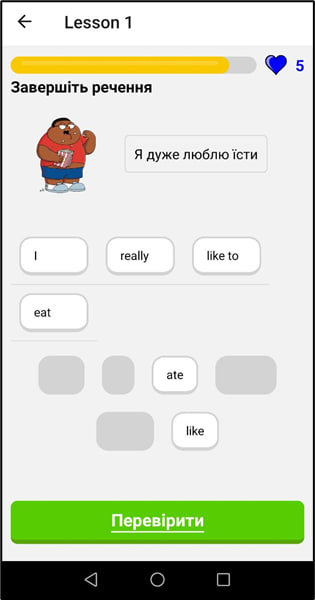 Lesson 1
5
Завершіть речення
Я дуже люблю їсти
I really like to
eat
ate
like
Перевірити